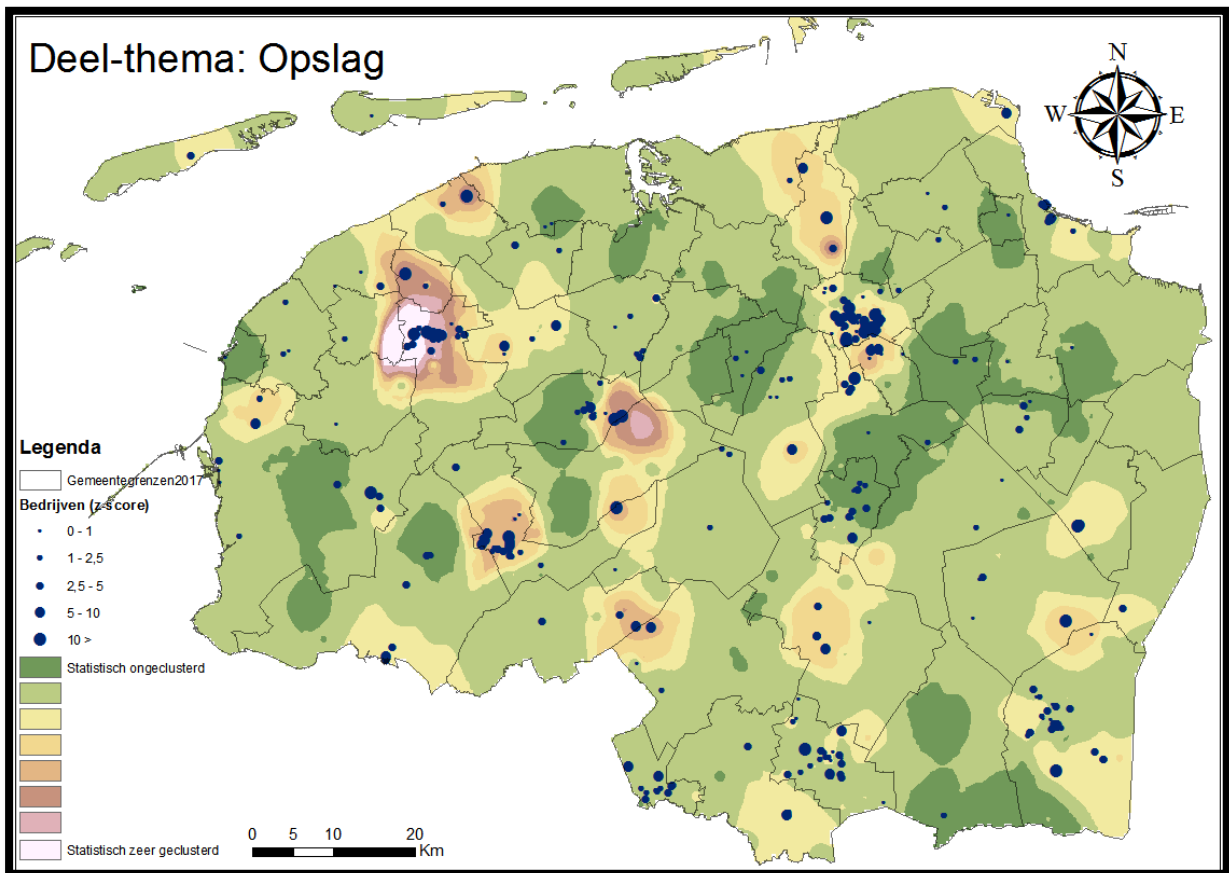 Deel-thema: Opslag
N
W E
S
Legenda
Gemeentegrenzen2017
Bedrijven (z-score)
0 - 1
1 - 2,5
2,5 - 5
5 - 10
10 >
Statistisch ongeclusterd
Statistisch zeer geclusterd
0 5 10 20
Km